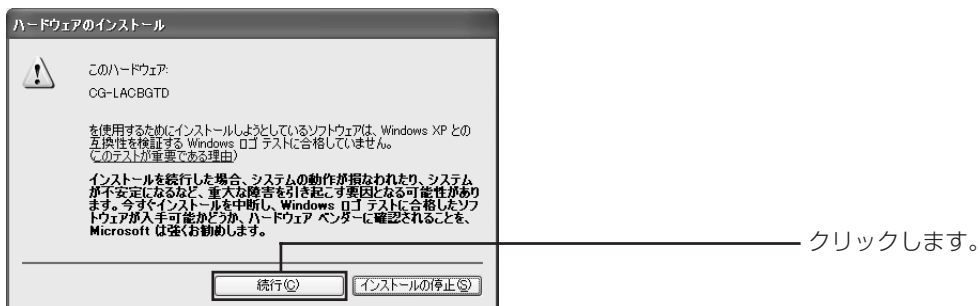 ハードウェアのインストール
このハードウェア:
CG-LACBGTD
を使用するためにインストールしようとしているソフトウェアは、Windows XP との
互換性を検証する Windows ロゴ テストに合格していません。
(このテストが重要である理由)
インストールを続行した場合、システムの動作が損なわれたり、システム
が不安定になるなど、重大な障害を引き起こす要因となる可能性があり
ます。今すぐインストールを中断し、Windows ロゴ テストに合格したソフ
トウェアが入手可能かどうか、ハードウェア ベンダーに確認されることを、
Microsoft は強くお勧めします。
クリックします。
続行(C) インストールの停止(S)